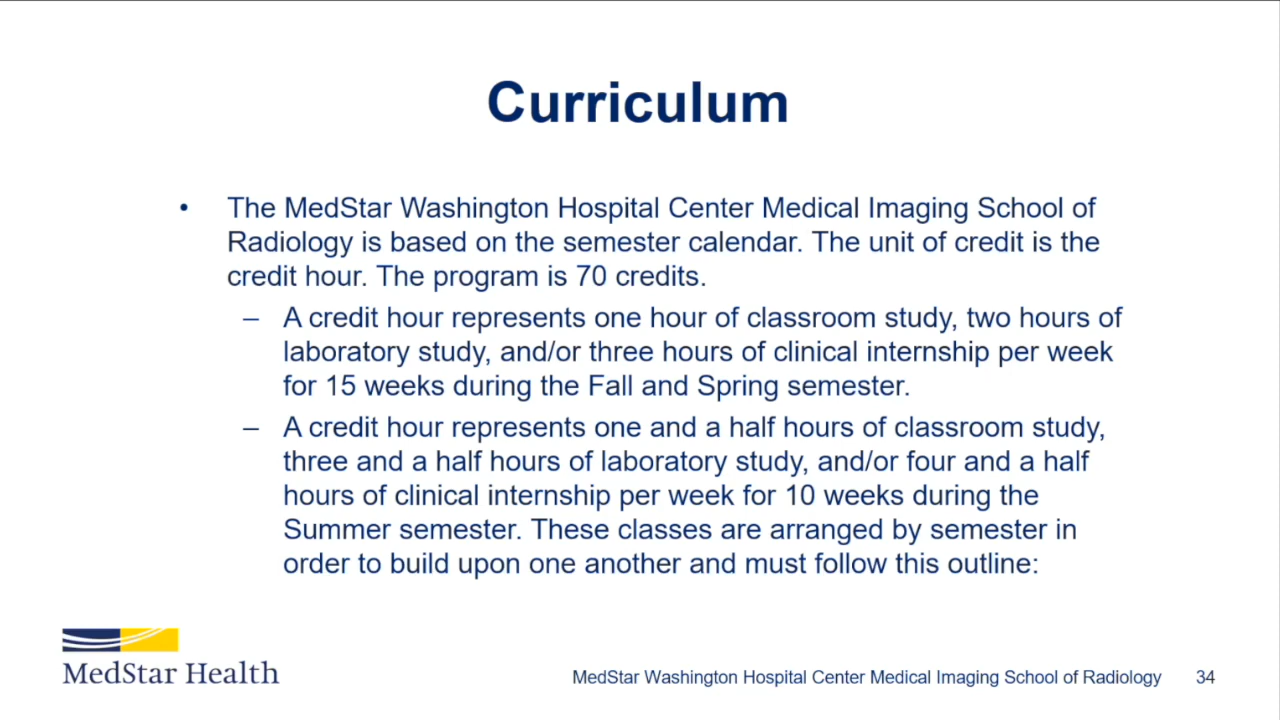 Curriculum
• The MedStar Washington Hospital Center Medical Imaging School of
Radiology is based on the semester calendar. The unit of credit is the
credit hour. The program is 70 credits.
– A credit hour represents one hour of classroom study, two hours of
laboratory study, and/or three hours of clinical internship per week
for 15 weeks during the Fall and Spring semester.
– A credit hour represents one and a half hours of classroom study,
three and a half hours of laboratory study, and/or four and a half
hours of clinical internship per week for 10 weeks during the
Summer semester. These classes are arranged by semester in
order to build upon one another and must follow this outline:
MedStar Health
MedStar Washington Hospital Center Medical Imaging School of Radiology 34